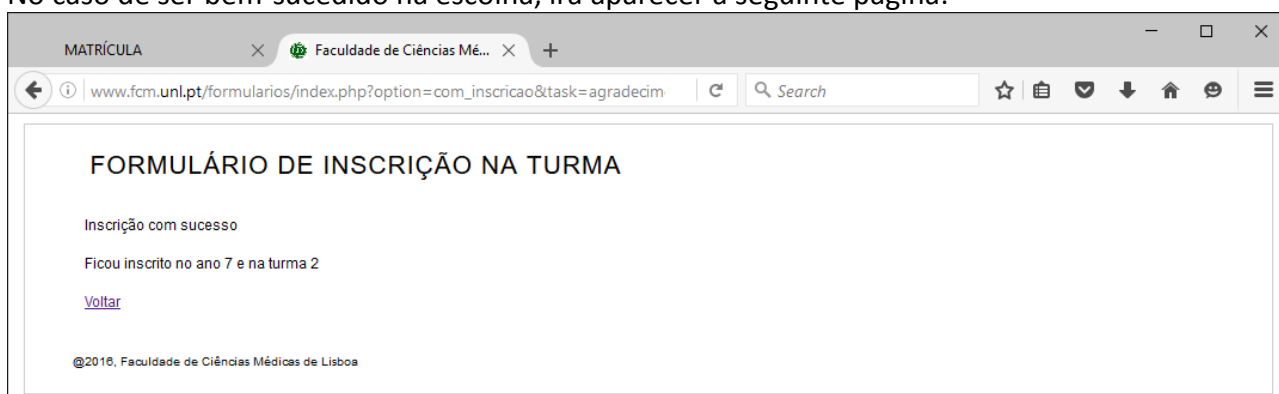 No caso de ser bem sucedido na escolha, irá aparecer a seguinte página:
MATRÍCULA
Faculdade de Ciências Mé...
www.fcm.unl.pt/formularios/index.php?option=com_inscricao&task=agradecim
Search
FORMULÁRIO DE INSCRIÇÃO NA TURMA
Inscrição com sucesso
Ficou inscrito no ano 7 e na turma 2
Voltar
@2016, Faculdade de Ciências Médicas de Lisboa